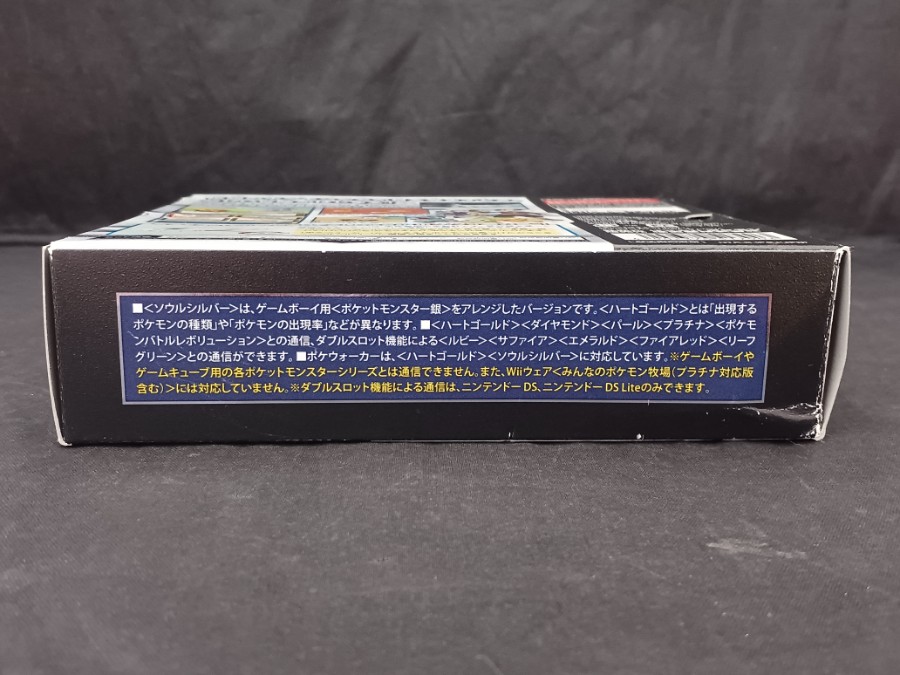 ■<ソウルシルバー>は、ゲームボーイ用<ポケットモンスター銀>をアレンジしたバージョンです。<ハートゴールド>とは「出現する
ポケモンの種類」や「ポケモンの出現率」などが異なります。■<ハートゴールド><ダイヤモンド><パール><プラチナ><ポケモ
ンバトルレボリューション>との通信、ダブルスロット機能による<ルビー><サファイア><エメラルド><ファイアレッド><リーフ
グリーン>との通信ができます。■ポケウォーカーは、<ハートゴールド><ソウルシルバー>に対応しています。※ゲームボーイや
ゲームキューブ用の各ポケットモンスターシリーズとは通信できません。また、Wiiウェア<みんなのポケモン牧場(プラチナ対応版
含む)>には対応していません。※ダブルスロット機能による通信は、ニンテンドーDS、ニンテンドーDS Liteのみできます。